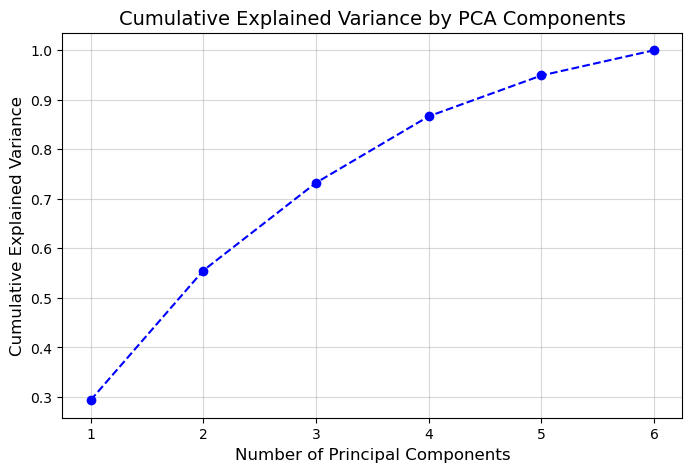 Cumulative Explained Variance by PCA Components
Cumulative Explained Variance
1.0
0.9
0.8
0.7
0.6
0.5
0.4
0.3
1 2 3 4 5 6
Number of Principal Components